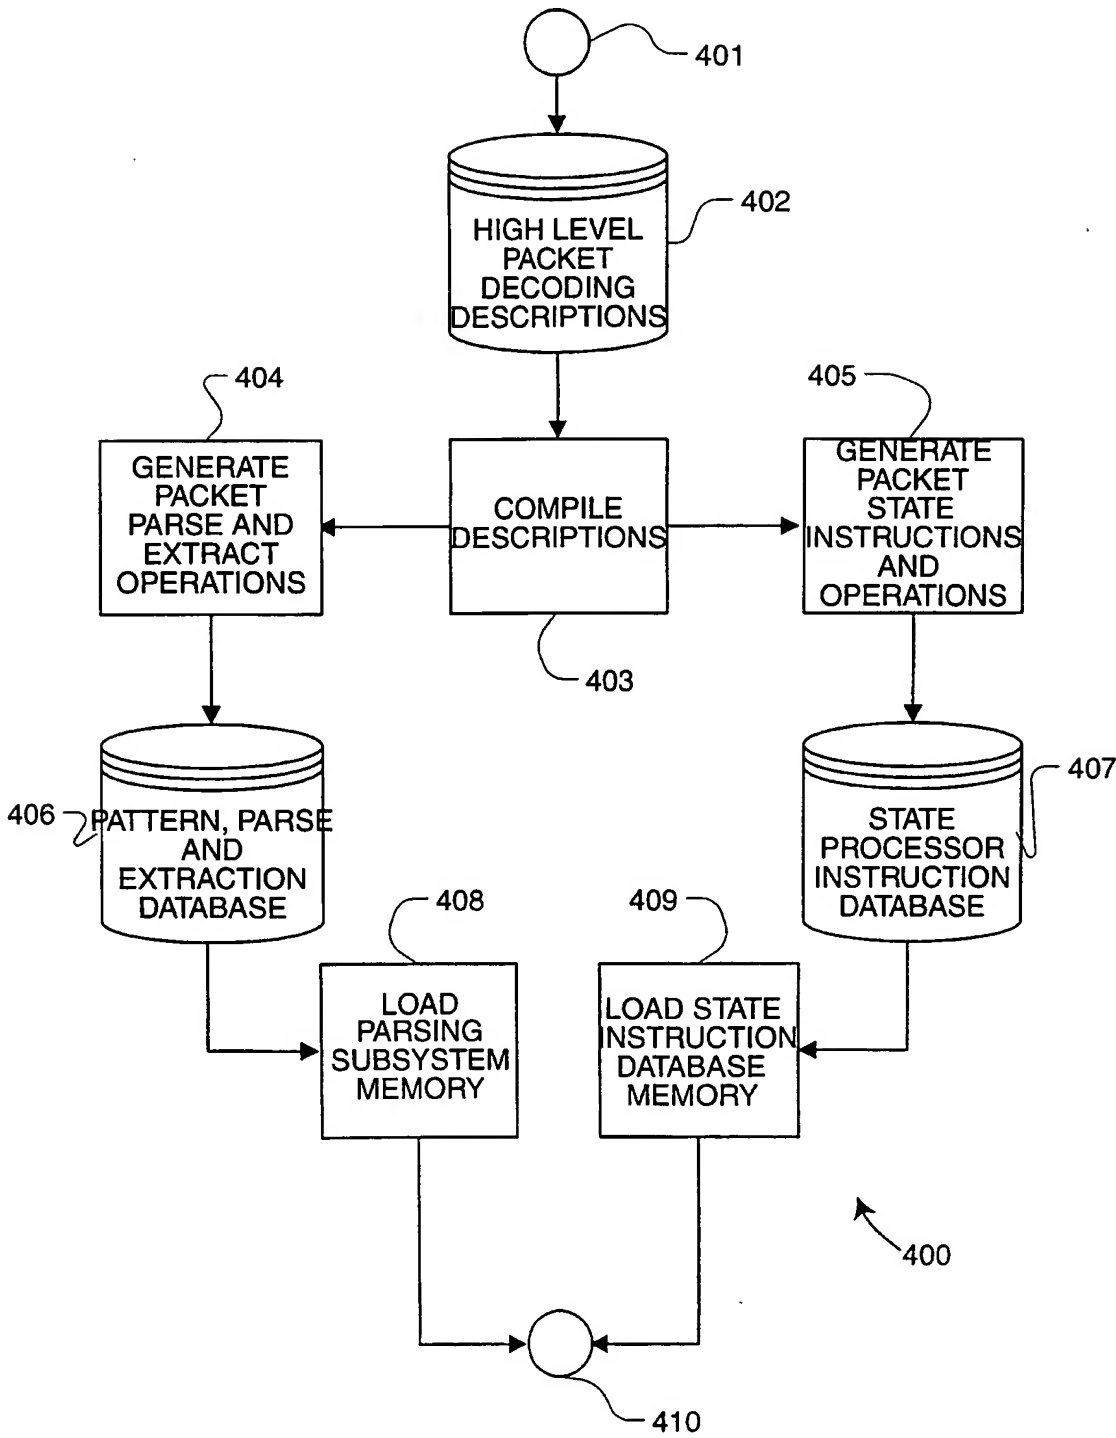 401
HIGH LEVEL
PACKET
DECODING
DESCRIPTIONS
402
404
GENERATE
PACKET
PARSE AND
EXTRACT
OPERATIONS
COMPILE
DESCRIPTIONS
403
405
GENERATE
PACKET
STATE
INSTRUCTIONS
AND
OPERATIONS
406
PATTERN, PARSE
AND
EXTRACTION
DATABASE
407
STATE
PROCESSOR
INSTRUCTION
DATABASE
408
LOAD
PARSING
SUBSYSTEM
MEMORY
409
LOAD STATE
INSTRUCTION
DATABASE
MEMORY
400
410